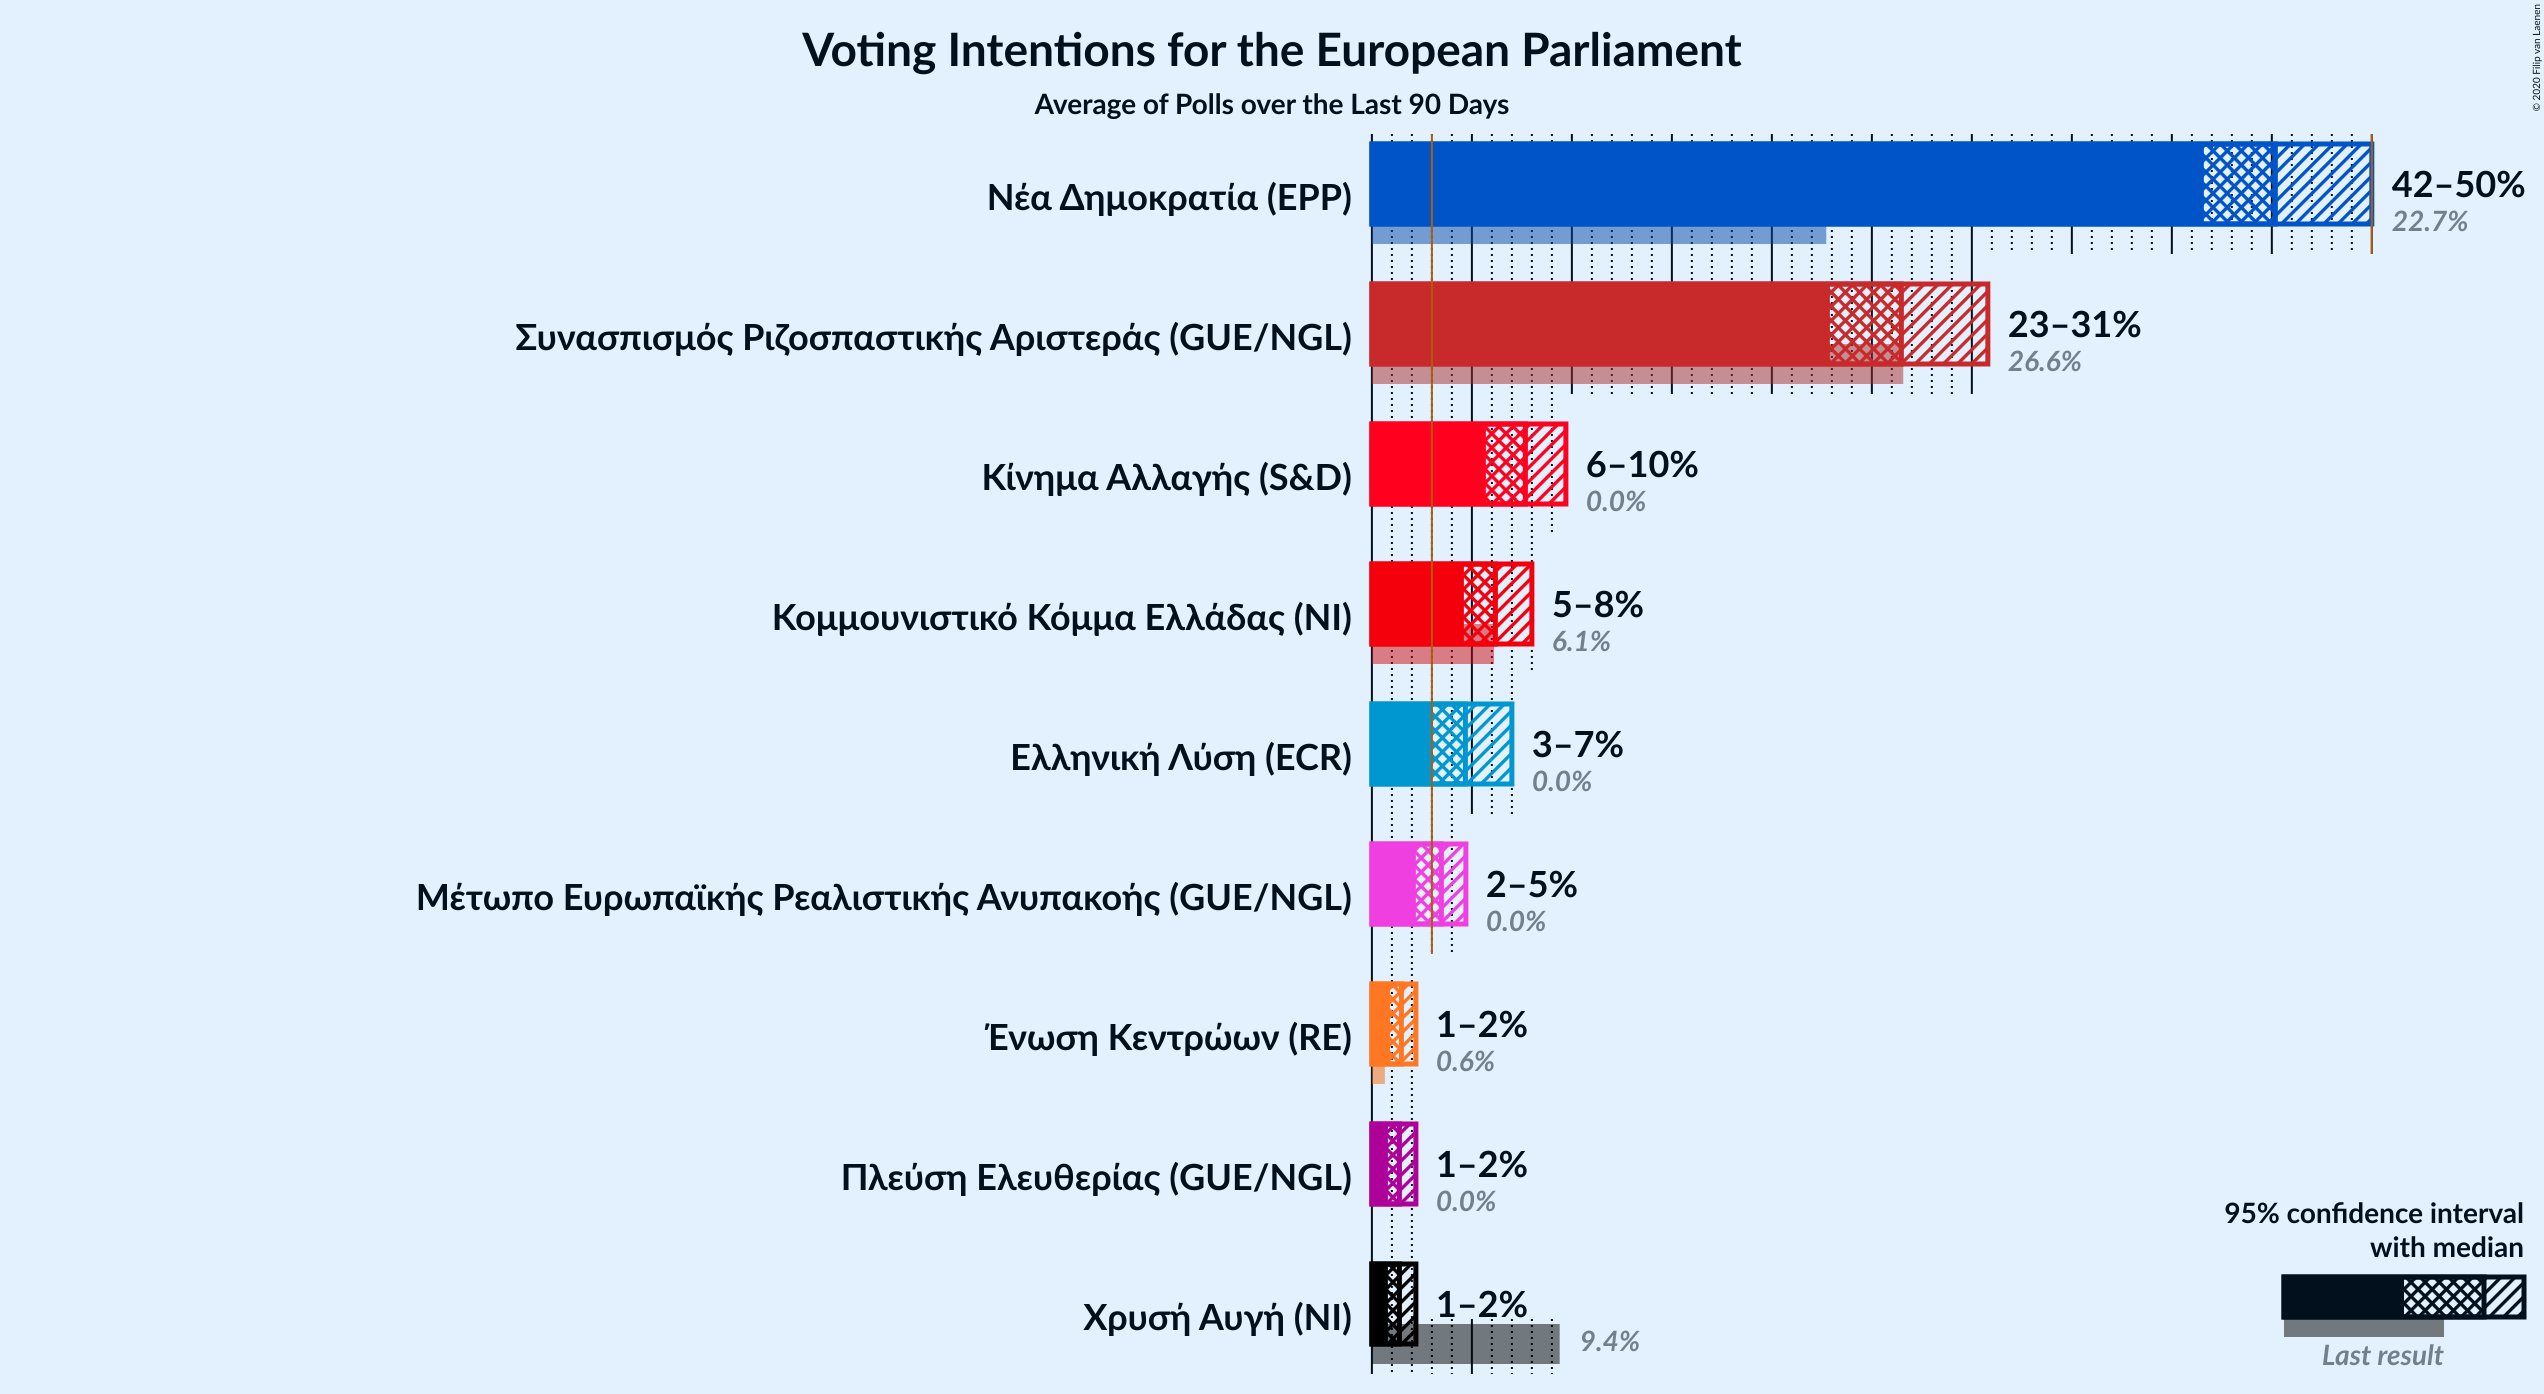 Voting Intentions for the European Parliament
Average of Polls over the Last 90 Days
© 2020 Filip van Laenen
Νέα Δημοκρατία (EPP)
42–50%
22.7%
Συνασπισμός Ριζοσπαστικής Αριστεράς (GUE/NGL)
23–31%
26.6%
Κίνημα Αλλαγής (S&D)
6–10%
0.0%
Κομμουνιστικό Κόμμα Ελλάδας (NI)
5–8%
6.1%
Ελληνική Λύση (ECR)
3–7%
0.0%
Μέτωπο Ευρωπαϊκής Ρεαλιστικής Ανυπακοής (GUE/NGL)
2–5%
0.0%
Ένωση Κεντρώων (RE)
1–2%
0.6%
Πλεύση Ελευθερίας (GUE/NGL)
1–2%
0.0%
Χρυσή Αυγή (NI)
1–2%
9.4%
95% confidence interval
with median
Last result